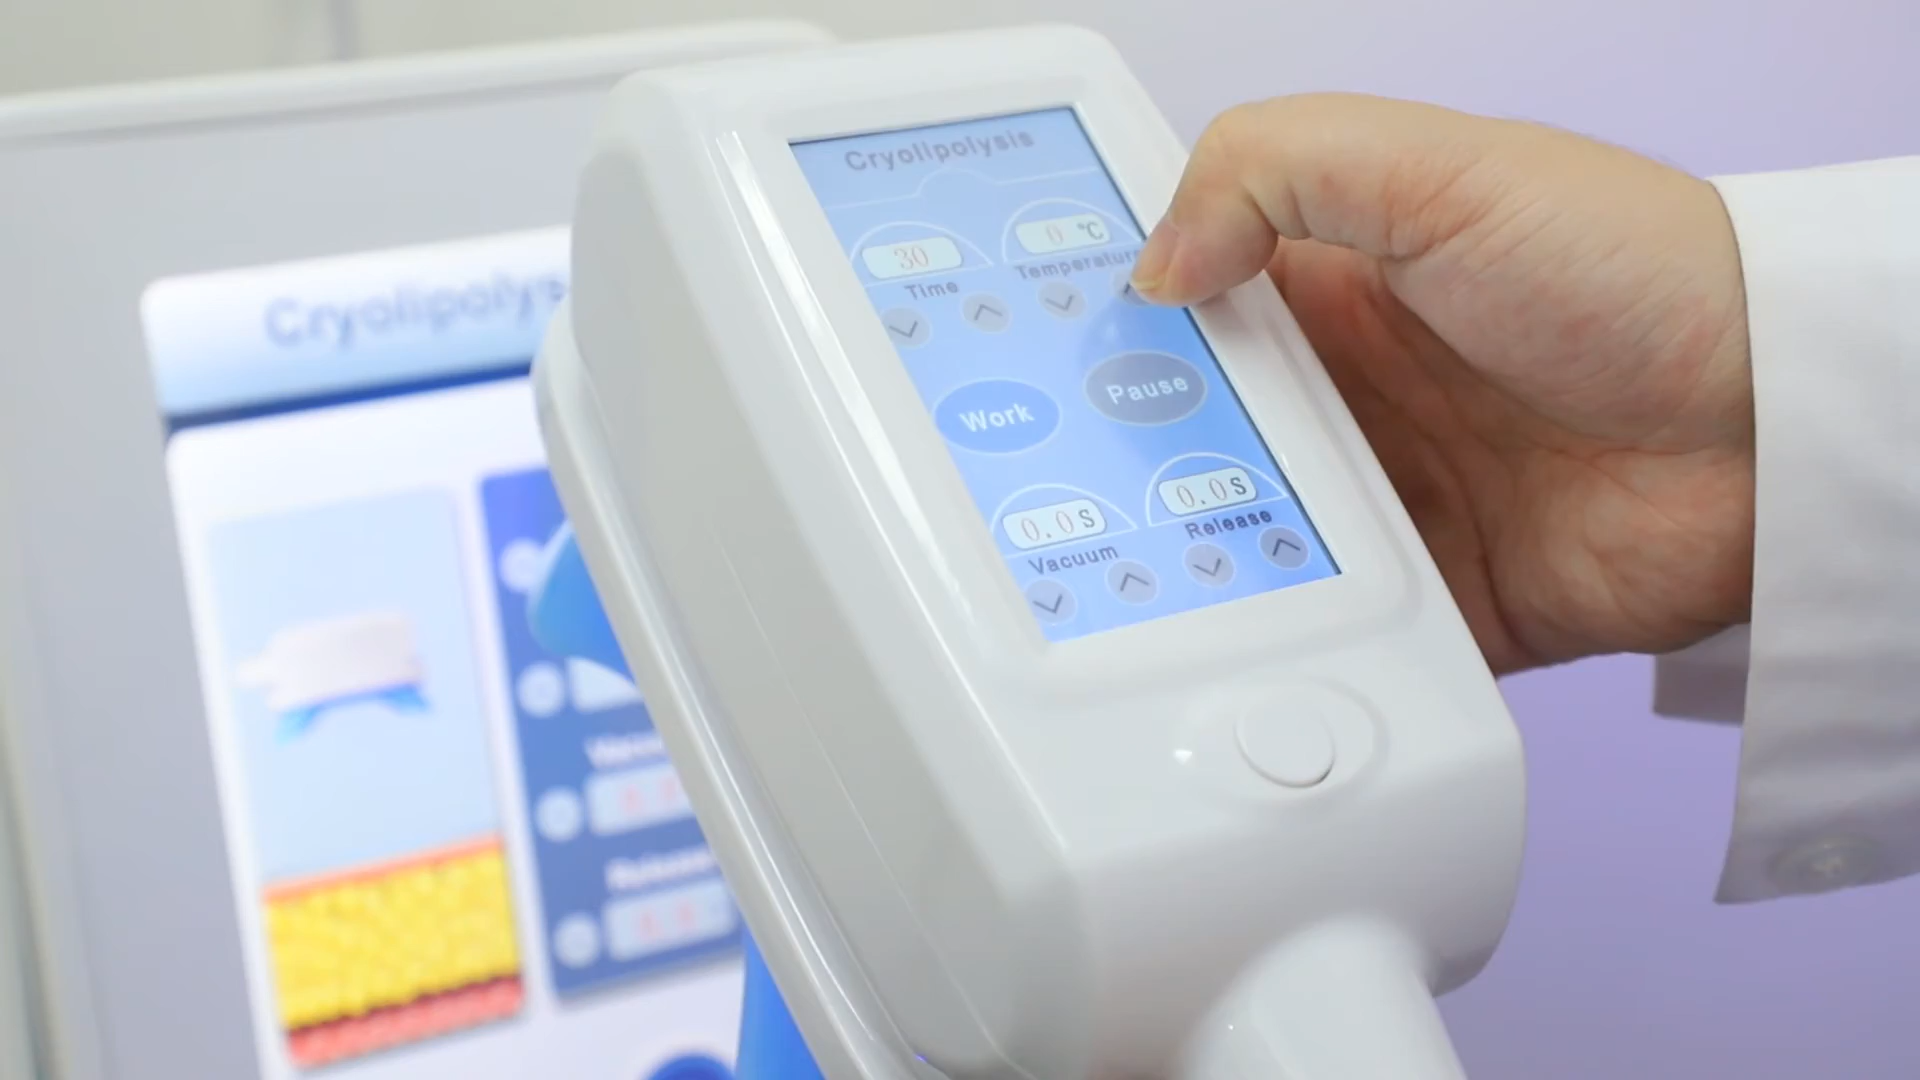 Cryolipolysis
30
0 °C
Time
Temperature
Work
Pause
0.0S
0.0S
Vacuum
Release
Cryolipolys